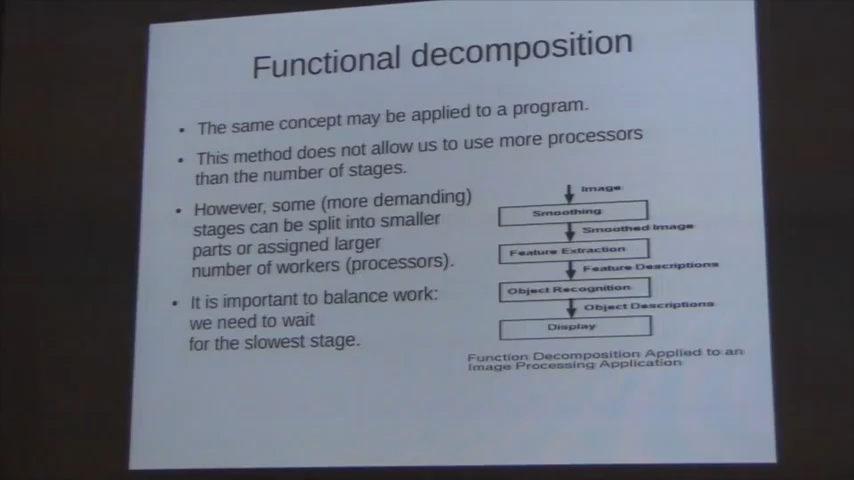 Functional decomposition
• The same concept may be applied to a program.
• This method does not allow us to use more processors
than the number of stages.
• However, some (more demanding)
stages can be split into smaller
parts or assigned larger
number of workers (processors).
• It is important to balance work:
we need to wait
for the slowest stage.
Image
Smoothing
Smoothed Image
Feature Extraction
Feature Descriptions
Object Recognition
Object Descriptions
Display
Function Decomposition Applied to an
Image Processing Application